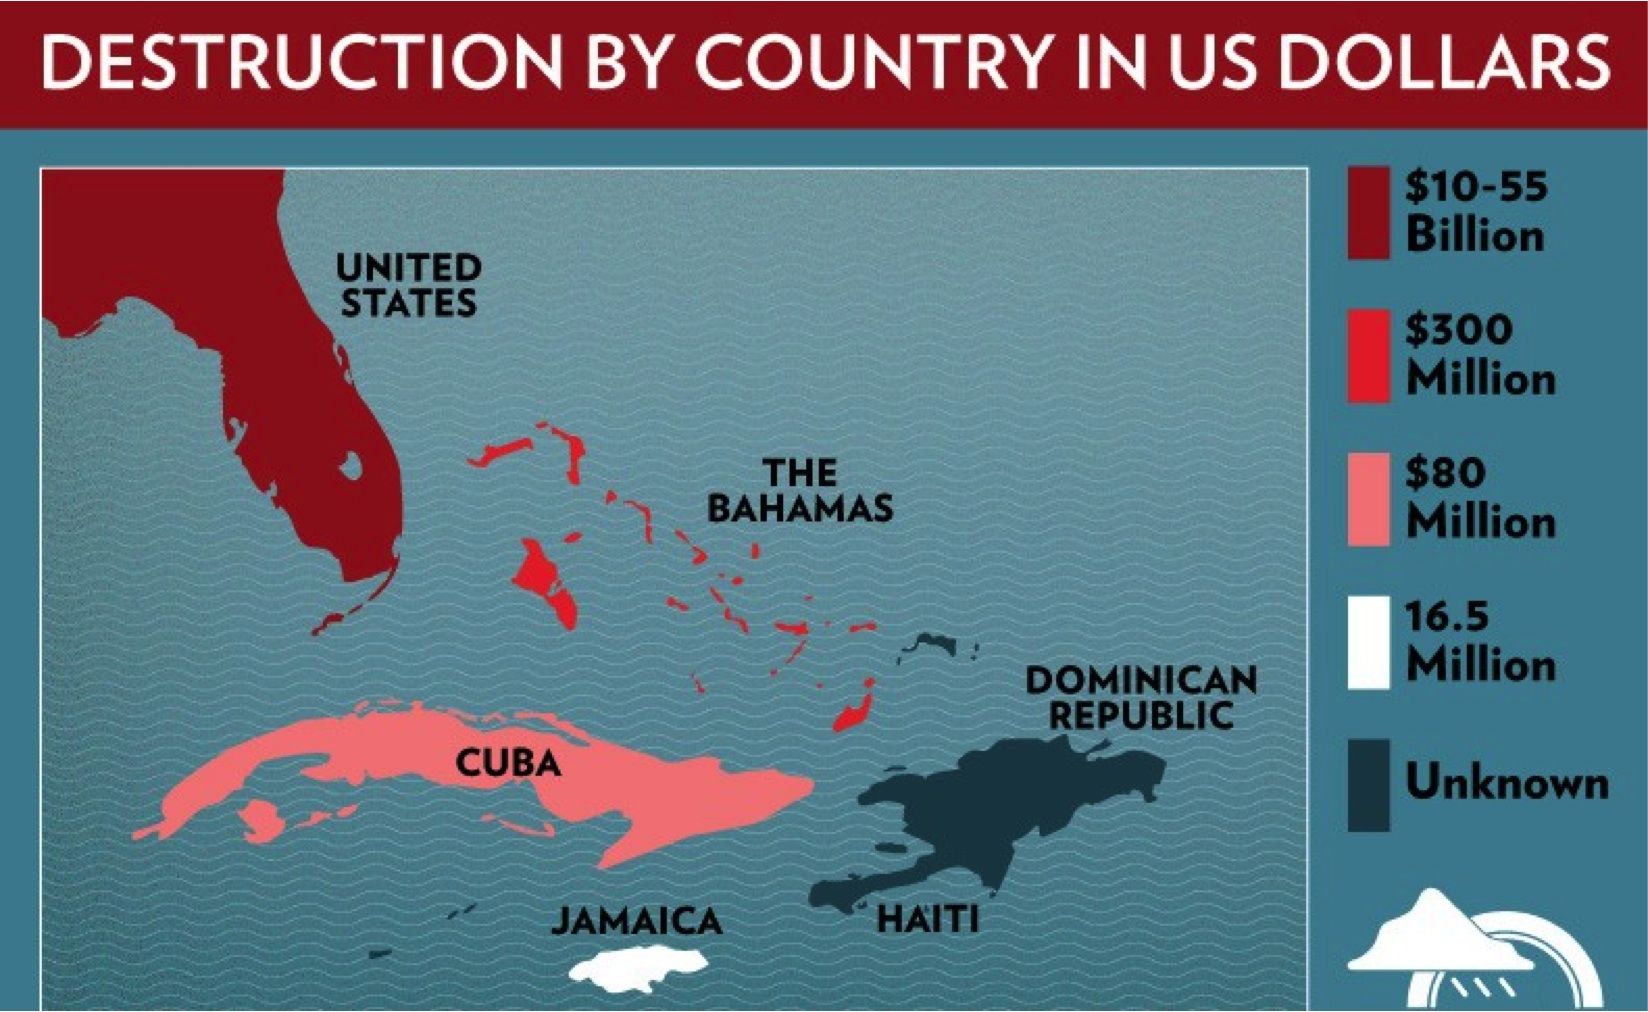 DESTRUCTION BY COUNTRY IN US DOLLARS
UNITED
STATES
THE
BAHAMAS
DOMINICAN
REPUBLIC
CUBA
JAMAICA
HAITI
$10-55
Billion
$300
Million
$80
Million
16.5
Million
Unknown